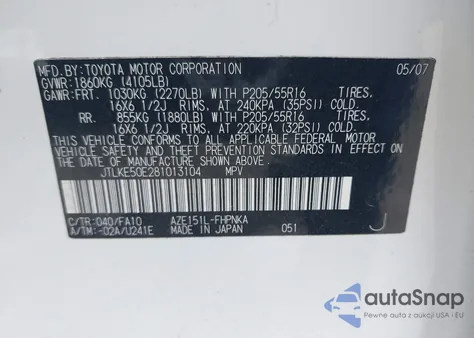 MFD.BY:TOYOTA MOTOR CORPORATION 05/07
GVWR:1860KG (4105LB)
GAWR:FRT. 1030KG (2270LB) WITH P205/55R16 TIRES.
16X6 1/2J RIMS, AT 240KPA (35PSI) COLD.
RR. 855KG (1880LB) WITH P205/55R16 TIRES.
16X6 1/2J RIMS, AT 220KPA (32PSI) COLD.
THIS VEHICLE CONFORMS TO ALL APPLICABLE FEDERAL MOTOR
VEHICLE SAFETY AND THEFT PREVENTION STANDARDS IN EFFECT
ON THE DATE OF MANUFACTURE SHOWN ABOVE.
JTLKE50E281013104 MPV
C/TR:040/FA10 AZE151L-FHPNKA
A/TM:-02A/U241E MADE IN JAPAN 051 J
autoSnap
Pewne auto z aukcji USA i EU